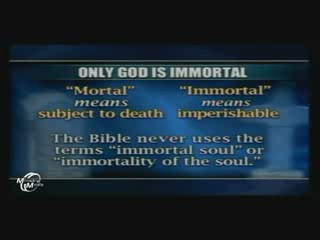 ONLY GOD IS IMMORTAL
“Mortal” “Immortal”
means means
subject to death imperishable
The Bible never uses the
terms “immortal soul” or
“immortality of the soul.”